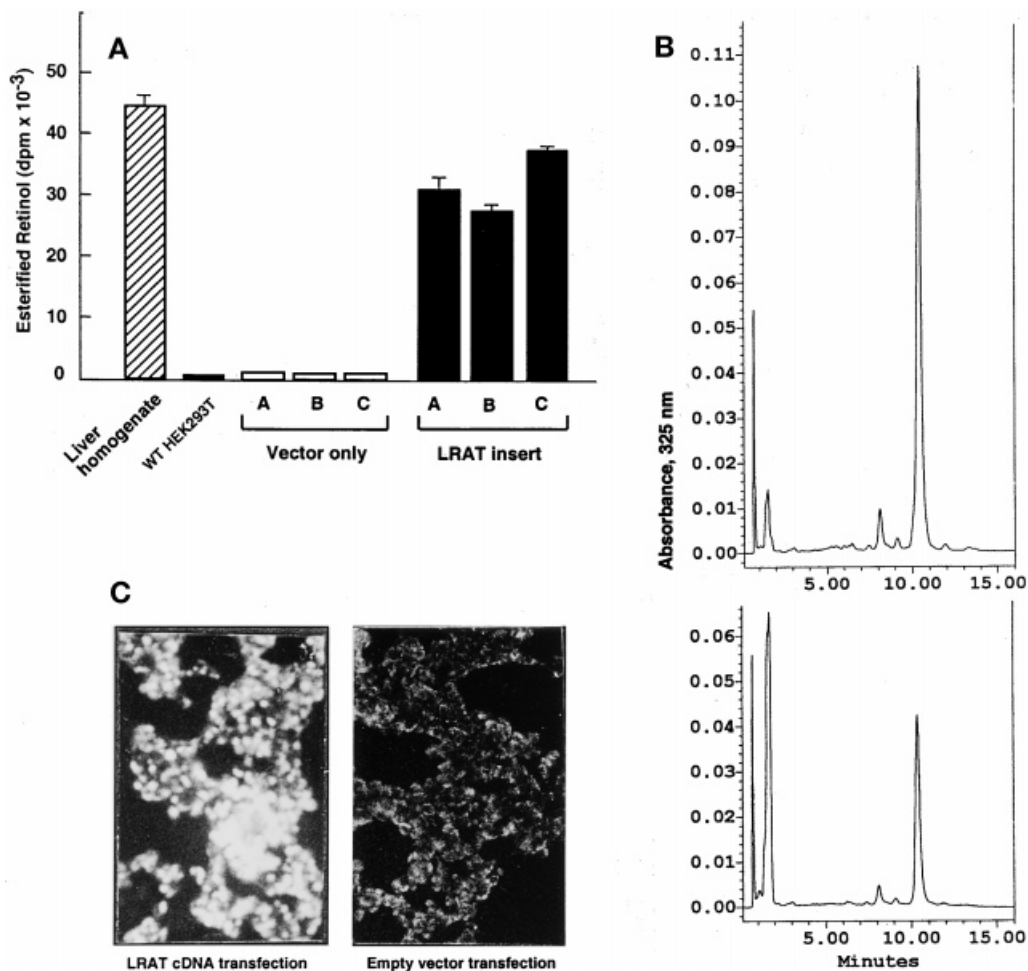 A
Esterified Retinol (dpm x 10⁻³)
50
40
30
20
10
0
Liver homogenate
WT HEK293T
A B C
Vector only
A B C
LRAT insert
B
Absorbance, 325 nm
0.11
0.10
0.09
0.08
0.07
0.06
0.05
0.04
0.03
0.02
0.01
0.00
5.00 10.00 15.00
0.06
0.05
0.04
0.03
0.02
0.01
0.00
5.00 10.00 15.00
Minutes
C
LRAT cDNA transfection
Empty vector transfection